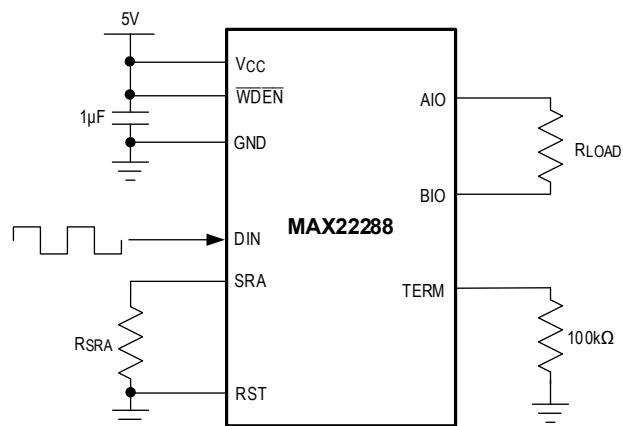 5V
VCC
WDEN
1µF
GND
AIO
RLOAD
BIO
MAX22288
DIN
SRA
TERM
RSRA
100kΩ
RST